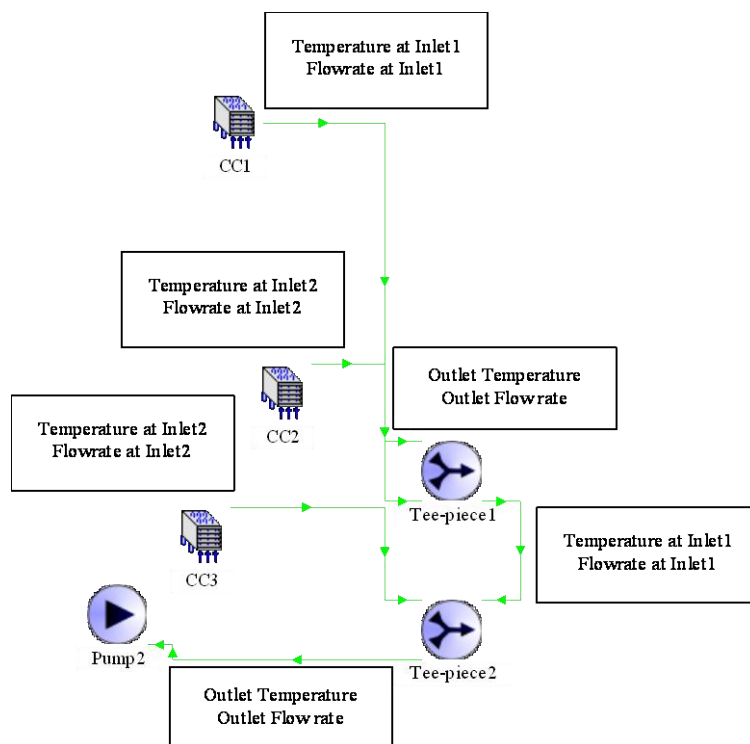 Temperature at Inlet1
Flowrate at Inlet1
CC1
Temperature at Inlet2
Flowrate at Inlet2
Outlet Temperature
Outlet Flowrate
CC2
Temperature at Inlet2
Flowrate at Inlet2
Tee-piece1
Temperature at Inlet1
Flowrate at Inlet1
CC3
Pump2
Tee-piece2
Outlet Temperature
Outlet Flowrate